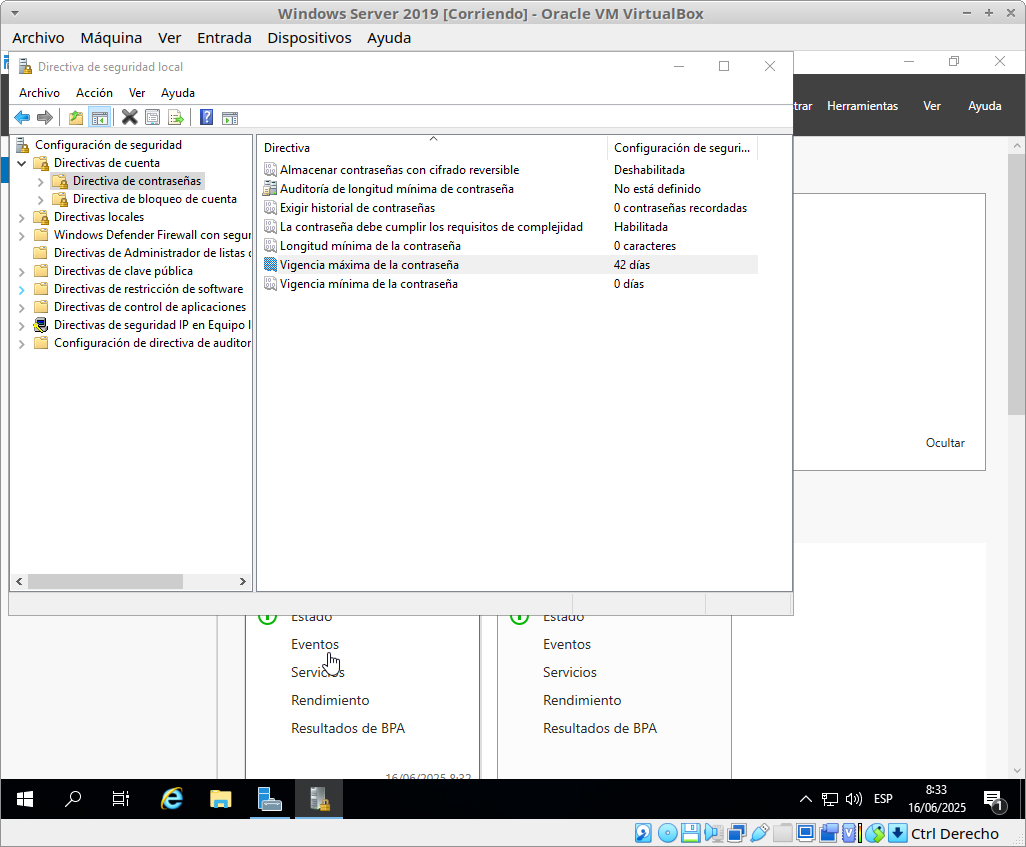 Windows Server 2019 [Corriendo] - Oracle VM VirtualBox
Archivo Máquina Ver Entrada Dispositivos Ayuda
Directiva de seguridad local
Archivo Acción Ver Ayuda
trar Herramientas Ver Ayuda
Configuración de seguridad
Directivas de cuenta
Directiva de contraseñas
Directiva de bloqueo de cuenta
Directivas locales
Windows Defender Firewall con segur
Directivas de Administrador de listas
Directivas de clave pública
Directivas de restricción de software
Directivas de control de aplicaciones
Directivas de seguridad IP en Equipo l
Configuración de directiva de auditor
Directiva Configuración de seguri...
Almacenar contraseñas con cifrado reversible Deshabilitada
Auditoría de longitud mínima de contraseña No está definido
Exigir historial de contraseñas 0 contraseñas recordadas
La contraseña debe cumplir los requisitos de complejidad Habilitada
Longitud mínima de la contraseña 0 caracteres
Vigencia máxima de la contraseña 42 días
Vigencia mínima de la contraseña 0 días
Ocultar
Estado
Eventos
Servicios
Rendimiento
Resultados de BPA
16/06/2025 8:32
Estado
Eventos
Servicios
Rendimiento
Resultados de BPA
ESP
8:33
16/06/2025
1
Ctrl Derecho